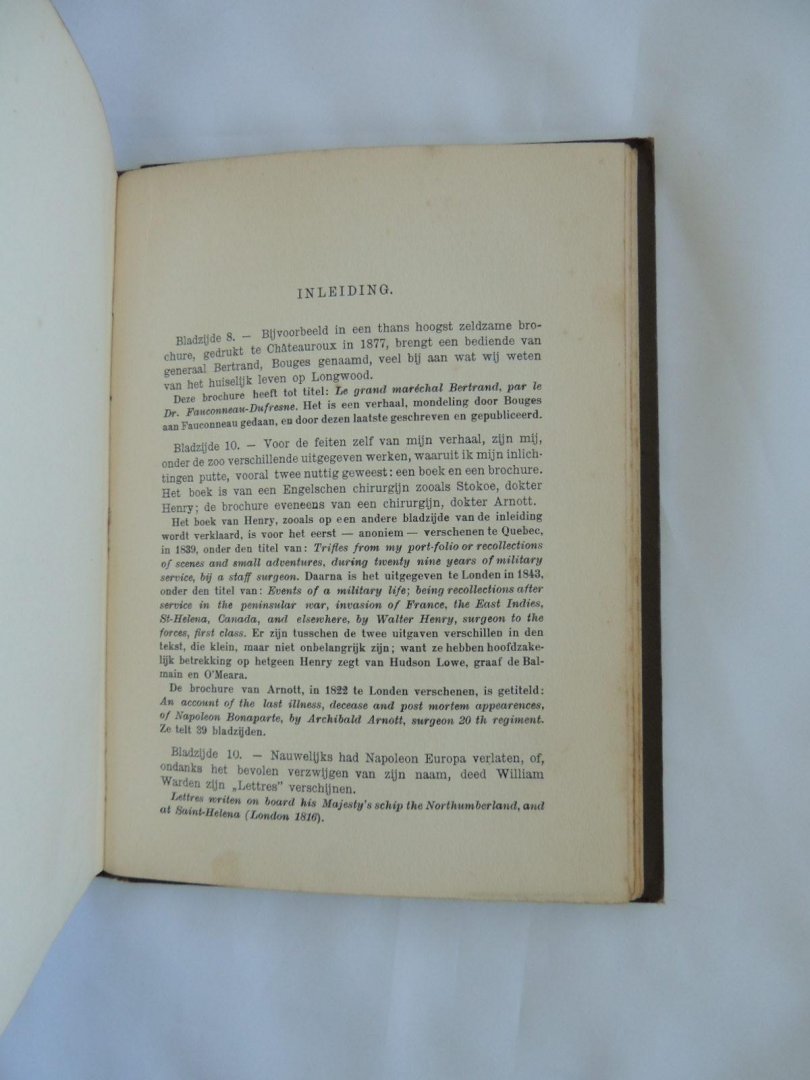 INLEIDING.
Bladzijde 8. — Bijvoorbeeld in een thans hoogst zeldzame bro-
chure, gedrukt te Châteauroux in 1877, brengt een bediende van
generaal Bertrand, Bouges genaamd, veel bij aan wat wij weten
van het huiselijk leven op Longwood.
Deze brochure heeft tot titel: Le grand maréchal Bertrand, par le
Dr. Fauconneau-Dufresne. Het is een verhaal, mondeling door Bouges
aan Fauconneau gedaan, en door dezen laatste geschreven en gepubliceerd.
Bladzijde 10. — Voor de feiten zelf van mijn verhaal, zijn mij,
onder de zoo verschillende uitgegeven werken, waaruit ik mijn inlich-
tingen putte, vooral twee nuttig geweest: een boek en een brochure.
Het boek is van een Engelschen chirurgijn zooals Stokoe, dokter
Henry; de brochure eveneens van een chirurgijn, dokter Arnott.
Het boek van Henry, zooals op een andere bladzijde van de inleiding
wordt verklaard, is voor het eerst — anoniem — verschenen te Quebec,
in 1839, onder den titel van: Trifles from my port-folio or recollections
of scenes and small adventures, during twenty nine years of military
service, bij a staff surgeon. Daarna is het uitgegeven te Londen in 1843,
onder den titel van: Events of a military life; being recollections after
service in the peninsular war, invasion of France, the East Indies,
St-Helena, Canada, and elsewhere, by Walter Henry, surgeon to the
forces, first class. Er zijn tusschen de twee uitgaven verschillen in den
tekst, die klein, maar niet onbelangrijk zijn; want ze hebben hoofdzake-
lijk betrekking op hetgeen Henry zegt van Hudson Lowe, graaf de Bal-
main en O'Meara.
De brochure van Arnott, in 1822 te Londen verschenen, is getiteld:
An account of the last illness, decease and post mortem appearences,
of Napoleon Bonaparte, by Archibald Arnott, surgeon 20 th regiment.
Ze telt 39 bladzijden.
Bladzijde 10. — Nauwelijks had Napoleon Europa verlaten, of,
ondanks het bevolen verzwijgen van zijn naam, deed William
Warden zijn „Lettres" verschijnen.
Lettres writen on board his Majesty's schip the Northumberland, and
at Saint-Helena (London 1816).